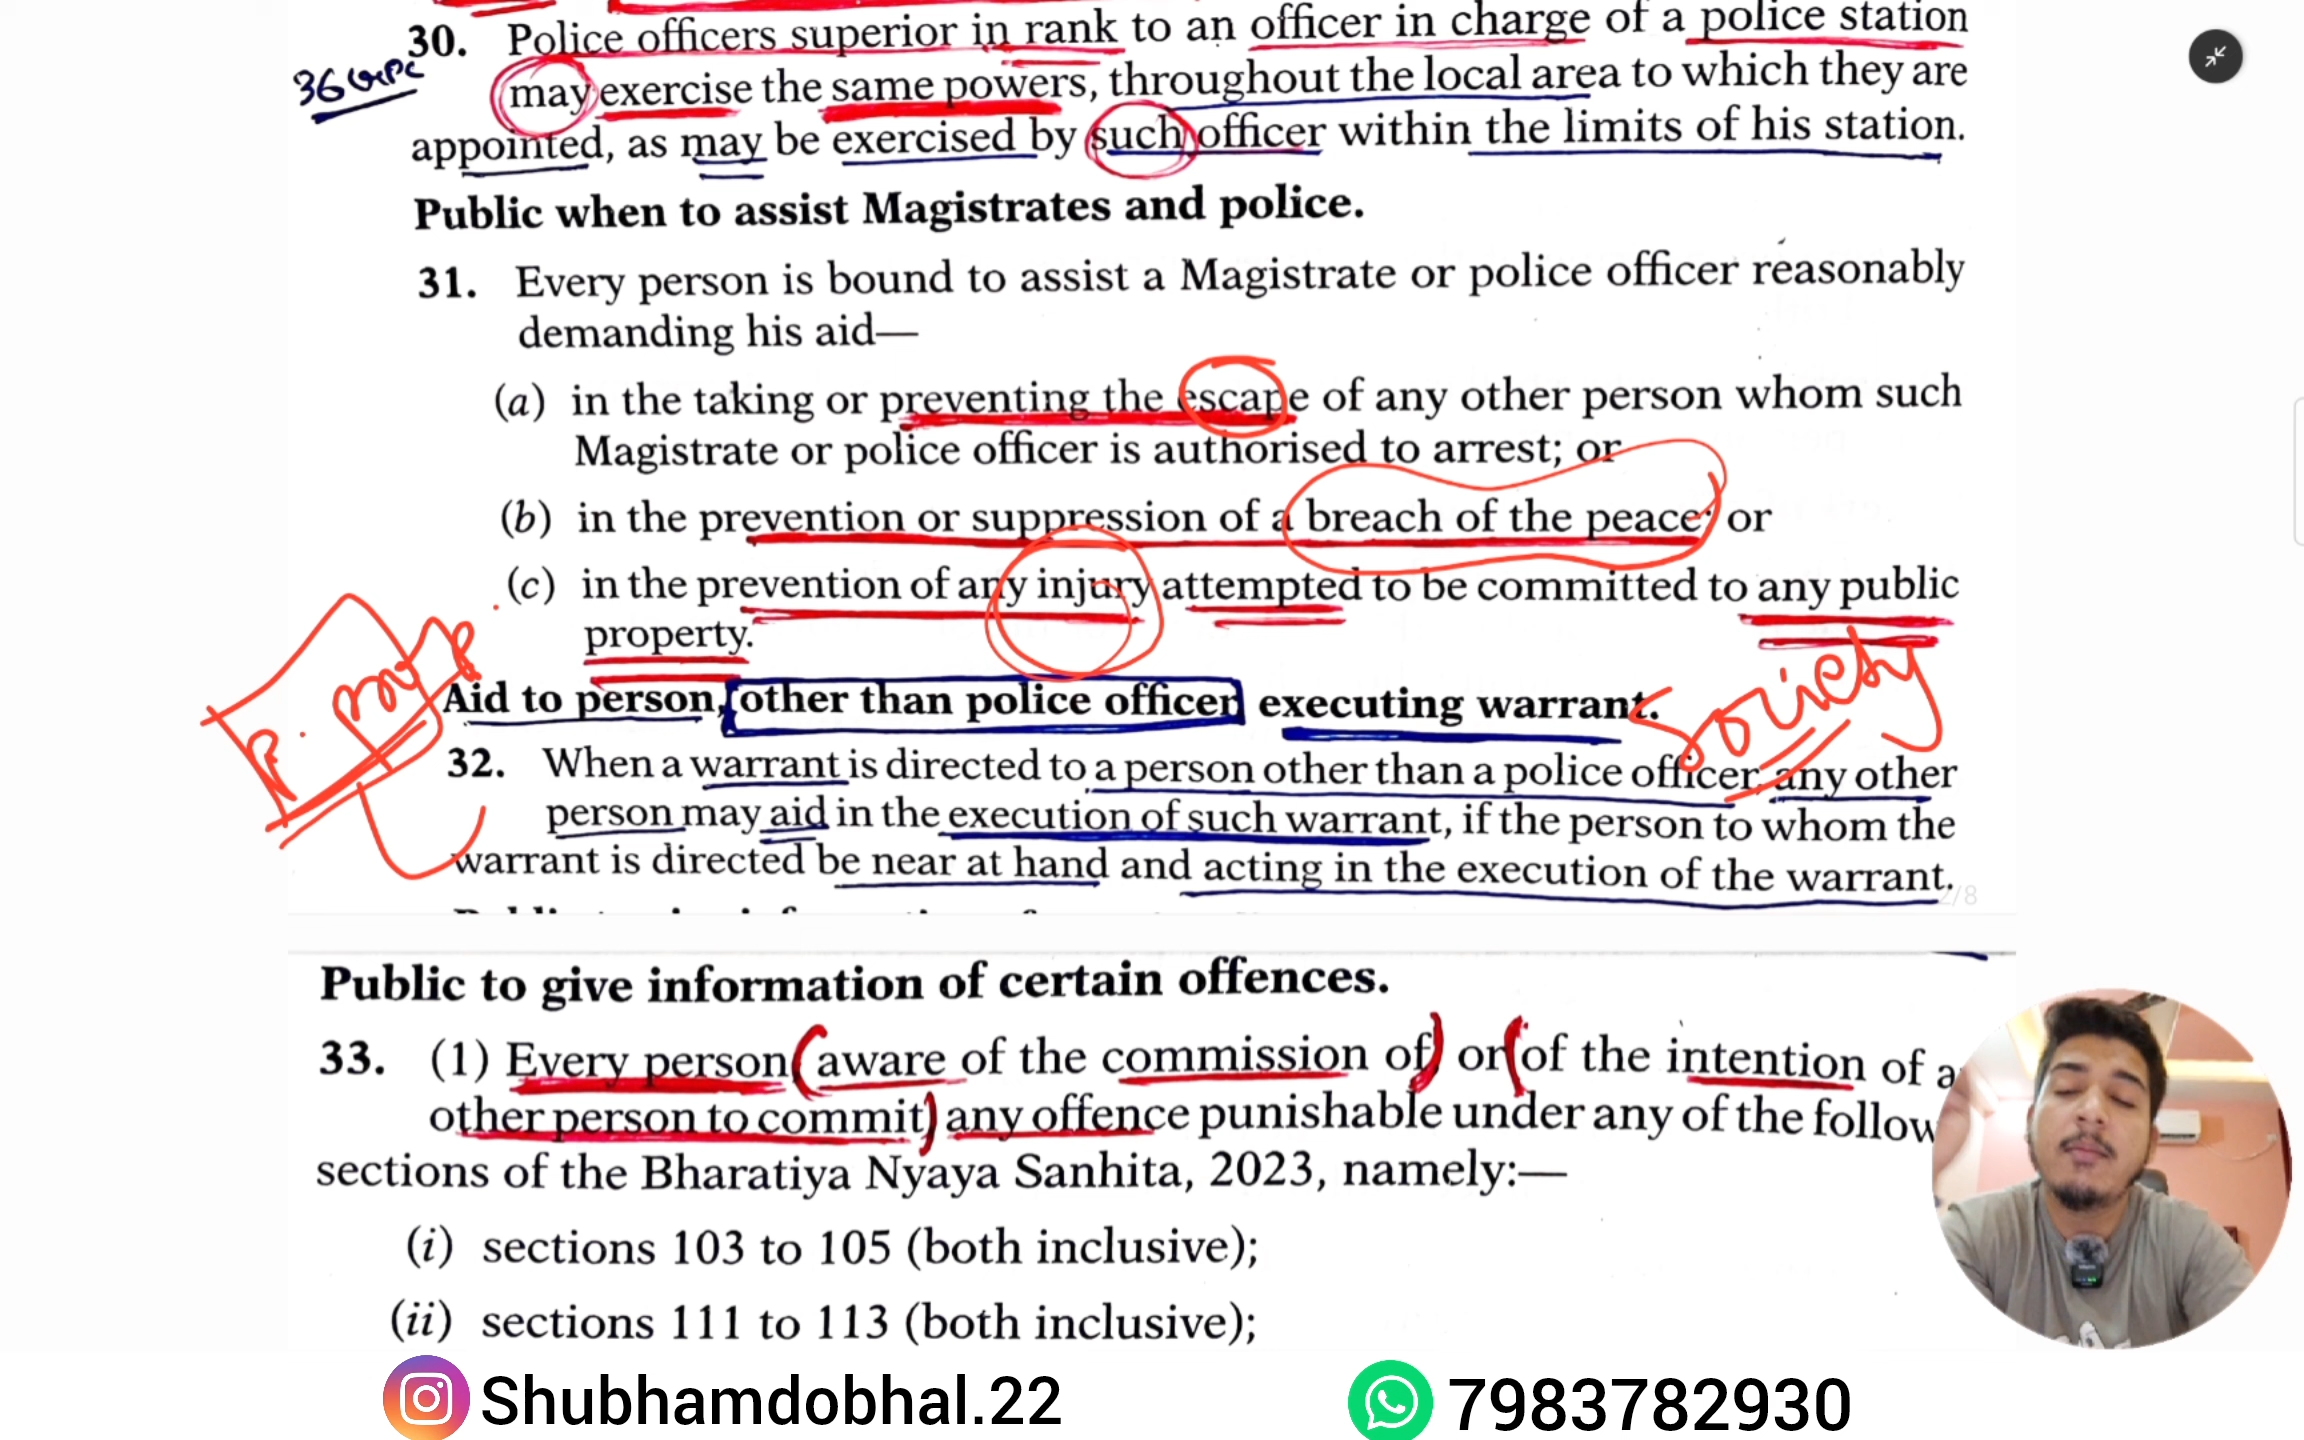 30. Police officers superior in rank to an officer in charge of a police station
36 crpc
may exercise the same powers, throughout the local area to which they are
appointed, as may be exercised by such officer within the limits of his station.
Public when to assist Magistrates and police.
31. Every person is bound to assist a Magistrate or police officer reasonably
demanding his aid—
(a) in the taking or preventing the escape of any other person whom such
Magistrate or police officer is authorised to arrest; or
(b) in the prevention or suppression of a breach of the peace; or
(c) in the prevention of any injury attempted to be committed to any public
property.
Society
Aid to person, other than police officer, executing warrant.
32. When a warrant is directed to a person other than a police officer, any other
person may aid in the execution of such warrant, if the person to whom the
warrant is directed be near at hand and acting in the execution of the warrant.
2/8
Public to give information of certain offences.
33. (1) Every person aware of the commission of, or of the intention of a
other person to commit, any offence punishable under any of the follow
sections of the Bharatiya Nyaya Sanhita, 2023, namely:—
(i) sections 103 to 105 (both inclusive);
(ii) sections 111 to 113 (both inclusive);
Shubhamdobhal.22
7983782930